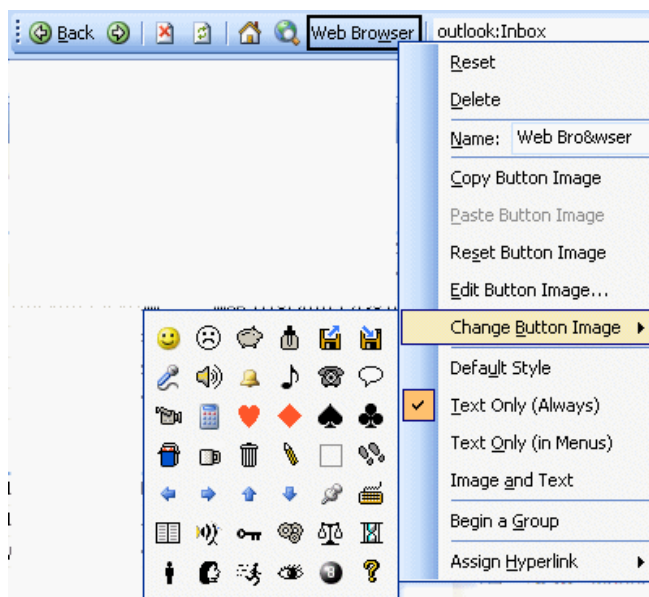 Back Web Browser outlook:Inbox
Reset
Delete
Name: Web Bro&wser
Copy Button Image
Paste Button Image
Reset Button Image
Edit Button Image...
Change Button Image
Default Style
Text Only (Always)
Text Only (in Menus)
Image and Text
Begin a Group
Assign Hyperlink
8